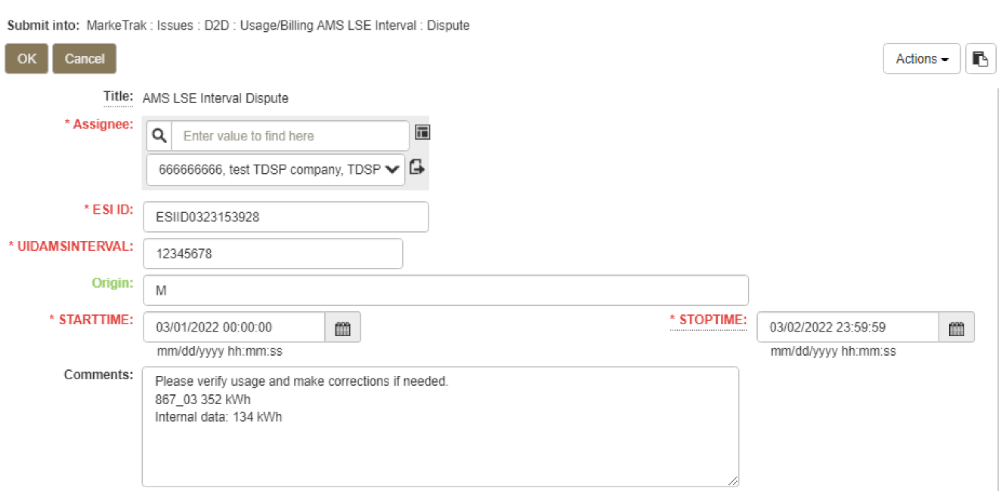 Submit into: MarkeTrak : Issues : D2D : Usage/Billing AMS LSE Interval : Dispute
OK Cancel Actions
Title: AMS LSE Interval Dispute
* Assignee: Enter value to find here
666666666, test TDSP company, TDSP
* ESI ID: ESIID0323153928
* UIDAMSINTERVAL: 12345678
Origin: M
* STARTTIME: 03/01/2022 00:00:00 * STOPTIME: 03/02/2022 23:59:59
mm/dd/yyyy hh:mm:ss mm/dd/yyyy hh:mm:ss
Comments: Please verify usage and make corrections if needed.
867_03 352 kWh
Internal data: 134 kWh